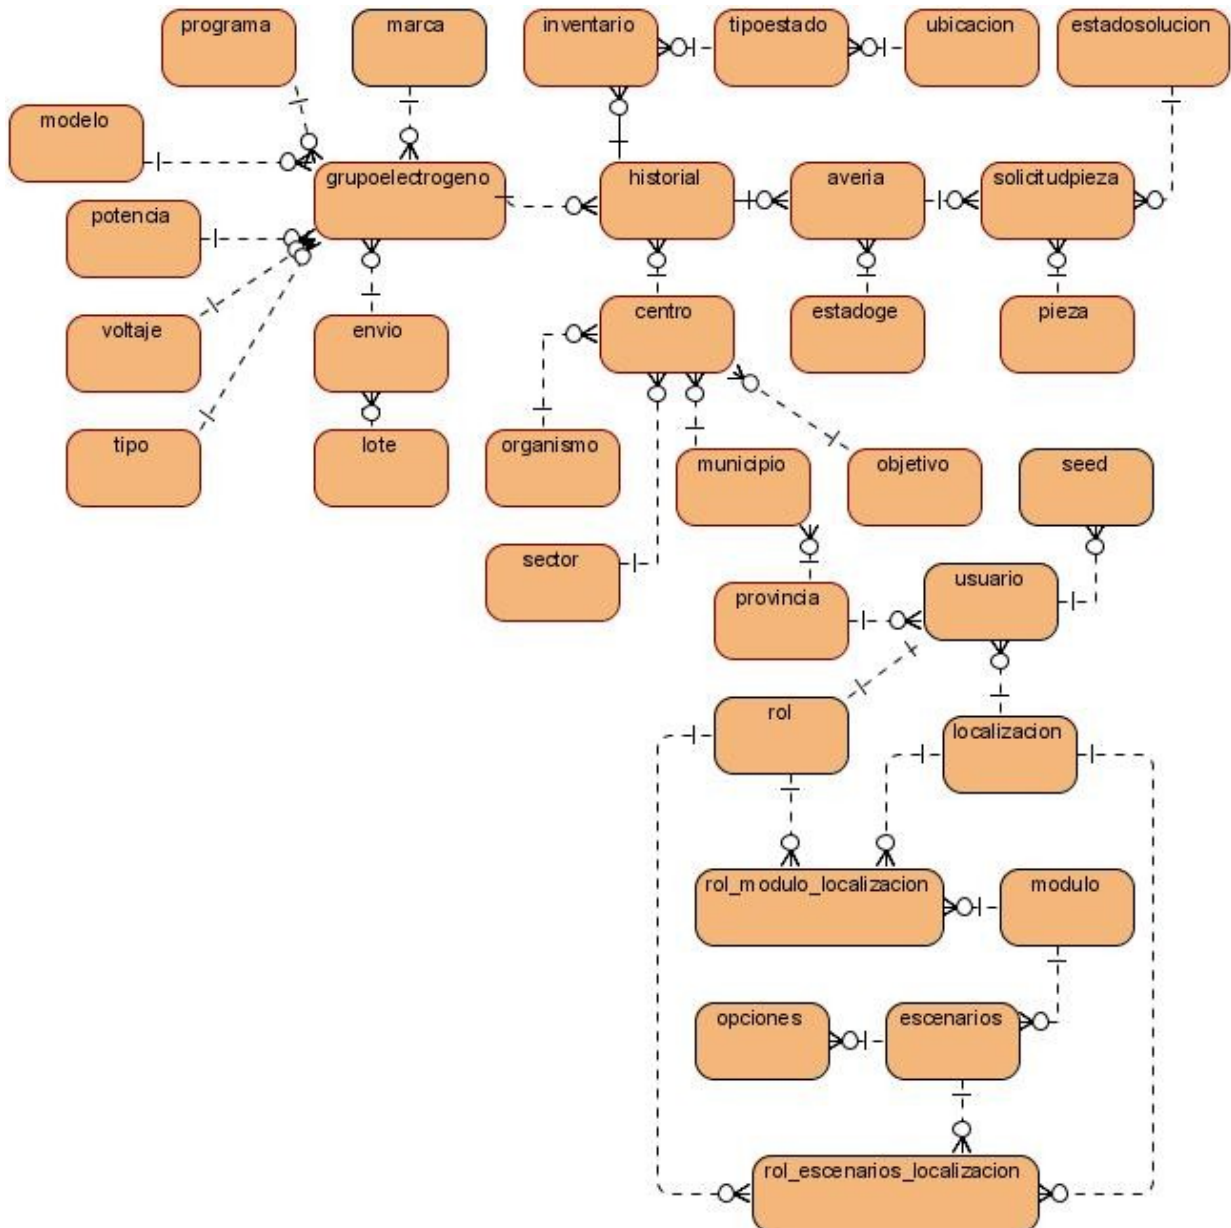 programa
marca
inventario
tipoestado
ubicacion
estadosolucion
modelo
grupoelectrogeno
historial
averia
solicitudpieza
potencia
voltaje
envio
centro
estadoge
pieza
tipo
lote
organismo
municipio
objetivo
seed
sector
provincia
usuario
rol
localizacion
rol_modulo_localizacion
modulo
opciones
escenarios
rol_escenarios_localizacion